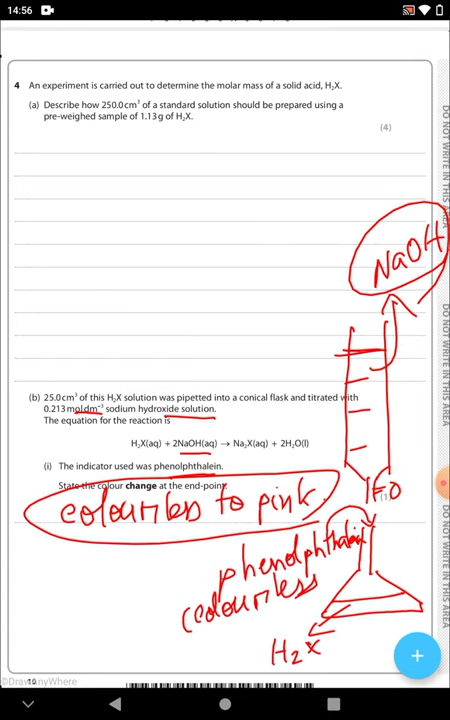 14:56
4 An experiment is carried out to determine the molar mass of a solid acid, H₂X.
(a) Describe how 250.0 cm³ of a standard solution should be prepared using a
pre-weighed sample of 1.13 g of H₂X.
(4)
DO NOT WRITE IN THIS AREA
NaOH
DO NOT WRITE IN THIS AREA
(b) 25.0 cm³ of this H₂X solution was pipetted into a conical flask and titrated with
0.213 mol dm⁻³ sodium hydroxide solution.
The equation for the reaction is
H₂X(aq) + 2NaOH(aq) → Na₂X(aq) + 2H₂O(l)
(i) The indicator used was phenolphthalein.
State the colour change at the end-point.
(1)
colourless to pink
DO NOT WRITE IN THIS AREA
colourless
H₂X
©DrawAnyWhere
+